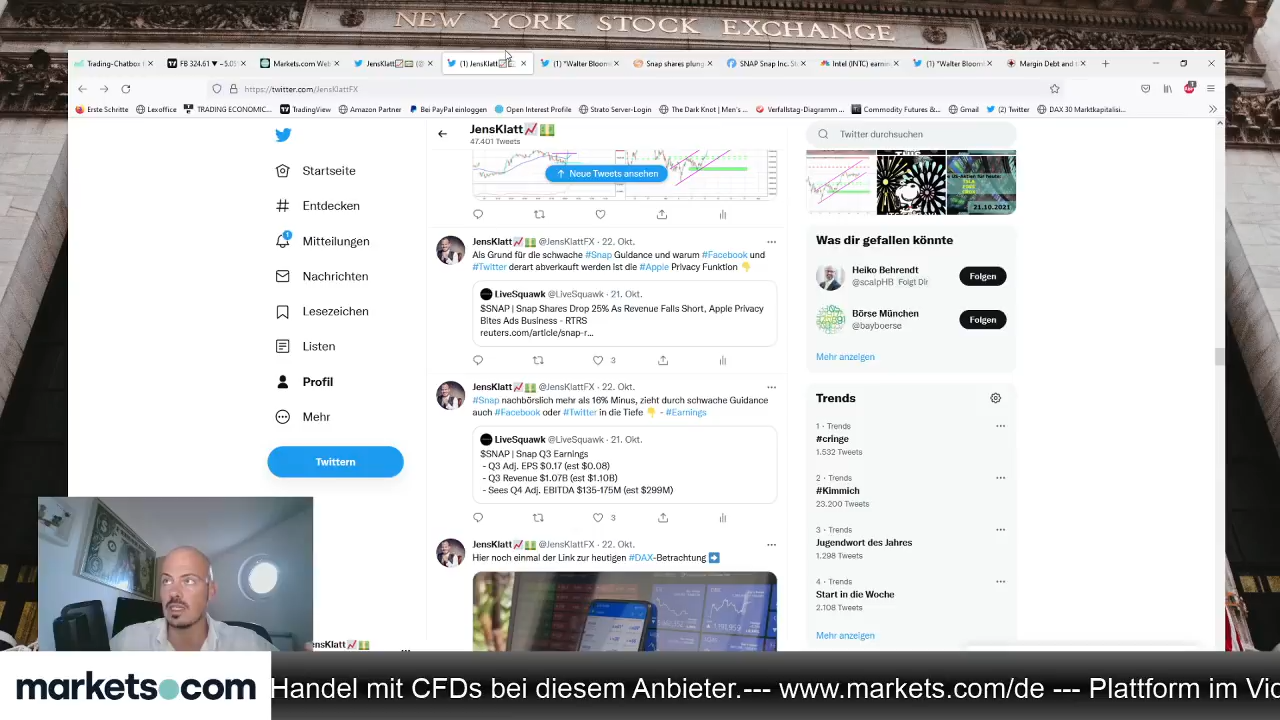 NEW YORK STOCK EXCHANGE
Trading-Chatbox
FB 324.61 ▼ −5.05
Markets.com Web
JensKlatt
(1) JensKlatt
(1) *Walter Bloom
Snap shares plung
SNAP Snap Inc. St
Intel (INTC) earnin
(1) *Walter Bloom
Margin Debt and
https://twitter.com/JensKlattFX
Erste Schritte
Lexoffice
TRADING ECONOMIC...
TradingView
Amazon Partner
Bei PayPal einloggen
Open Interest Profile
Strato Server-Login
The Dark Knot | Men's ...
Verfallstag-Diagramm ...
Commodity Futures &...
Gmail
(2) Twitter
DAX 30 Marktkapitalisi...
Startseite
Entdecken
1
Mitteilungen
Nachrichten
Lesezeichen
Listen
Profil
Mehr
Twittern
JensKlatt📈💵
47.401 Tweets
↑ Neue Tweets ansehen
JensKlatt📈💵 @JensKlattFX · 22. Okt.
Als Grund für die schwache #Snap Guidance und warum #Facebook und
#Twitter derart abverkauft werden ist die #Apple Privacy Funktion 👇
LiveSquawk @LiveSquawk · 21. Okt.
$SNAP | Snap Shares Drop 25% As Revenue Falls Short, Apple Privacy
Bites Ads Business - RTRS
reuters.com/article/snap-r...
3
JensKlatt📈💵 @JensKlattFX · 22. Okt.
#Snap nachbörslich mehr als 16% Minus, zieht durch schwache Guidance
auch #Facebook oder #Twitter in die Tiefe 👇 - #Earnings
LiveSquawk @LiveSquawk · 21. Okt.
$SNAP | Snap Q3 Earnings
- Q3 Adj. EPS $0.17 (est $0.08)
- Q3 Revenue $1.07B (est $1.10B)
- Sees Q4 Adj. EBITDA $135-175M (est $299M)
3
JensKlatt📈💵 @JensKlattFX · 22. Okt.
Hier noch einmal der Link zur heutigen #DAX-Betrachtung ➡️
Twitter durchsuchen
21.10.2021
Was dir gefallen könnte
Heiko Behrendt
@scalpHB Folgt Dir
Folgen
Börse München
@bayboerse
Folgen
Mehr anzeigen
Trends
1 · Trends
#cringe
1.532 Tweets
2 · Trends
#Kimmich
23.200 Tweets
3 · Trends
Jugendwort des Jahres
1.298 Tweets
4 · Trends
Start in die Woche
2.108 Tweets
Mehr anzeigen
markets.com
Handel mit CFDs bei diesem Anbieter.--- www.markets.com/de --- Plattform im Vid